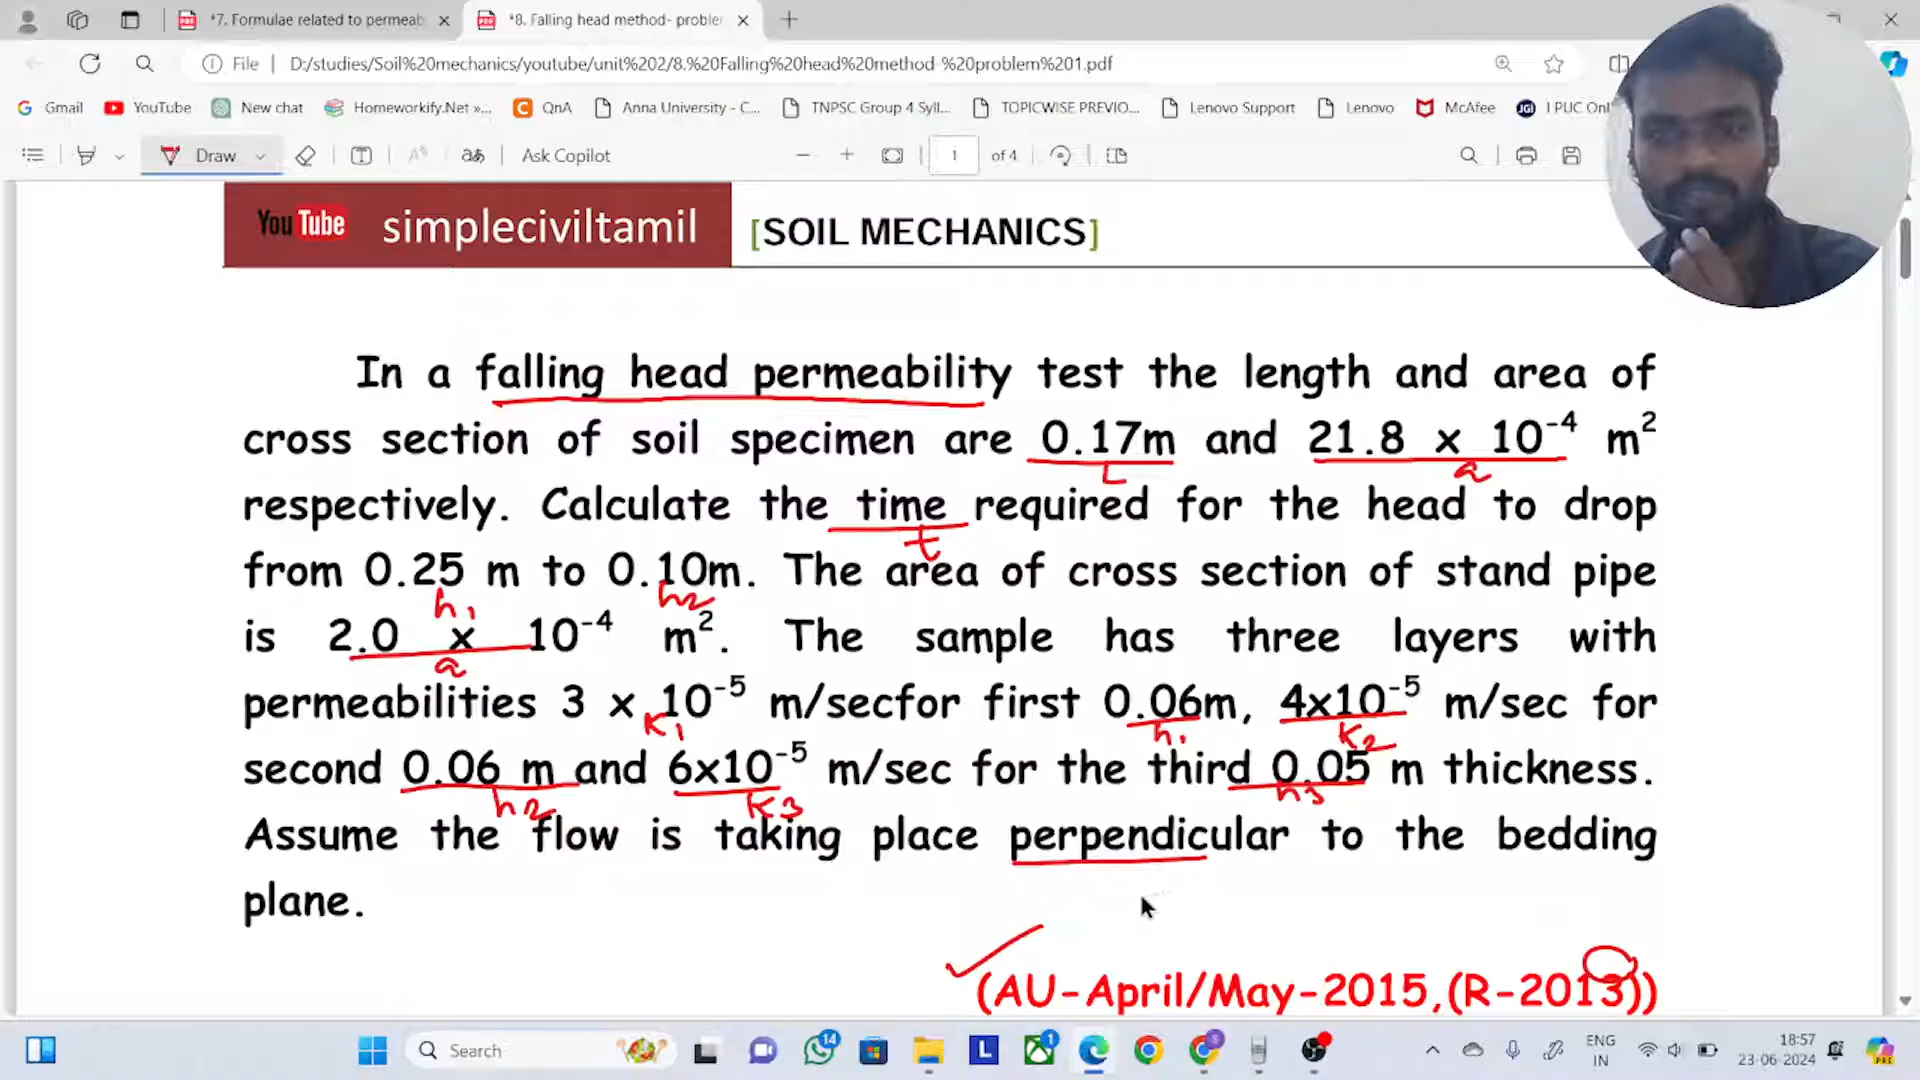 *7. Formulae related to permeab
*8. Falling head method- problem
File
D:/studies/Soil%20mechanics/youtube/unit%202/8.%20Falling%20head%20method-%20problem%201.pdf
Gmail YouTube New chat Homeworkify.Net »... QnA Anna University - C... TNPSC Group 4 Syll... TOPICWISE PREVIO... Lenovo Support Lenovo McAfee I PUC Onl
Draw Ask Copilot 1 of 4
YouTube simpleciviltamil [SOIL MECHANICS]
In a falling head permeability test the length and area of
cross section of soil specimen are 0.17m and 21.8 x 10-4 m2
L a
respectively. Calculate the time required for the head to drop
t
from 0.25 m to 0.10m. The area of cross section of stand pipe
h1 h2
is 2.0 x 10-4 m2. The sample has three layers with
a
permeabilities 3 x 10-5 m/secfor first 0.06m, 4x10-5 m/sec for
K1 h1 K2
second 0.06 m and 6x10-5 m/sec for the third 0.05 m thickness.
h2 K3 h3
Assume the flow is taking place perpendicular to the bedding
plane.
(AU-April/May-2015,(R-2013))
Search
14
1
ENG
IN
18:57
23-06-2024